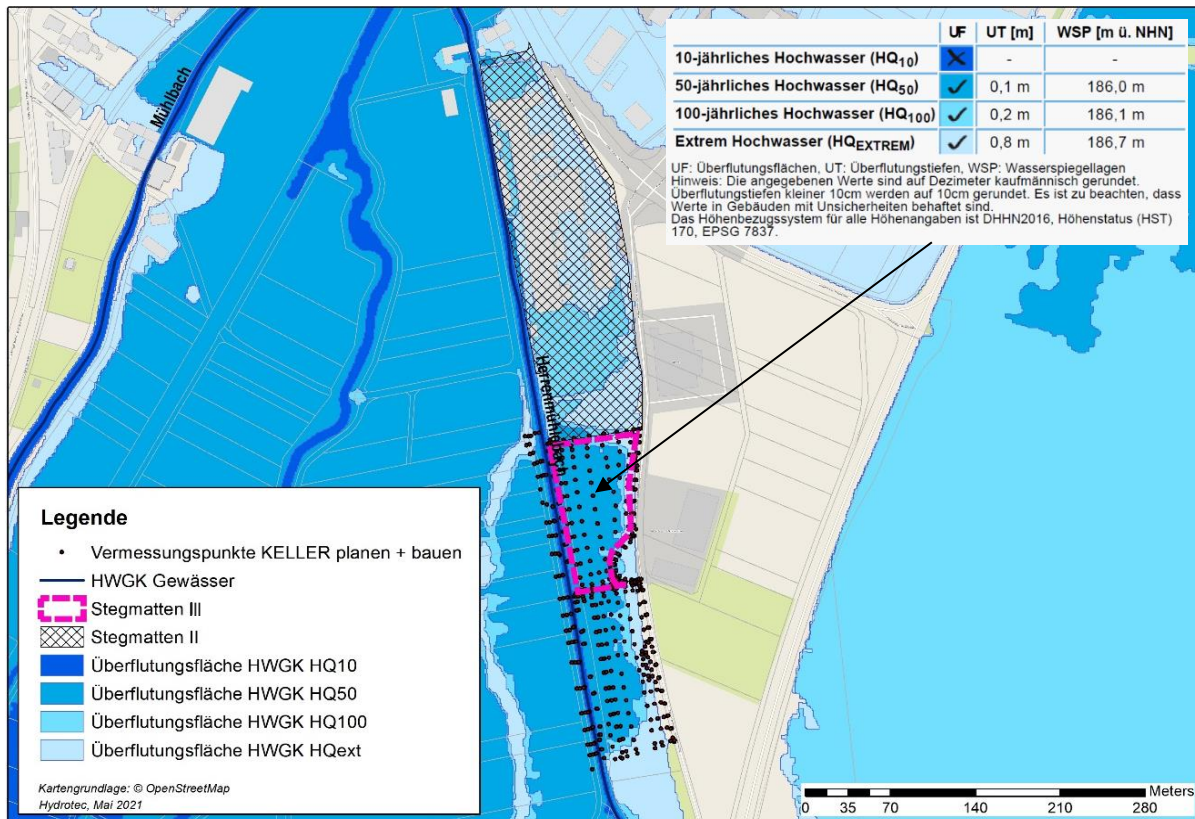 UF UT [m] WSP [m ü. NHN]
10-jährliches Hochwasser (HQ10) - -
50-jährliches Hochwasser (HQ50) 0,1 m 186,0 m
100-jährliches Hochwasser (HQ100) 0,2 m 186,1 m
Extrem Hochwasser (HQEXTREM) 0,8 m 186,7 m
UF: Überflutungsflächen, UT: Überflutungstiefen, WSP: Wasserspiegellagen
Hinweis: Die angegebenen Werte sind auf Dezimeter kaufmännisch gerundet.
Überflutungstiefen kleiner 10cm werden auf 10cm gerundet. Es ist zu beachten, dass
Werte in Gebäuden mit Unsicherheiten behaftet sind.
Das Höhenbezugssystem für alle Höhenangaben ist DHHN2016, Höhenstatus (HST)
170, EPSG 7837.
Mühlbach
Herrenmühlebach
Legende
Vermessungspunkte KELLER planen + bauen
HWGK Gewässer
Stegmatten III
Stegmatten II
Überflutungsfläche HWGK HQ10
Überflutungsfläche HWGK HQ50
Überflutungsfläche HWGK HQ100
Überflutungsfläche HWGK HQext
Kartengrundlage: © OpenStreetMap
Hydrotec, Mai 2021
Meters
0 35 70 140 210 280